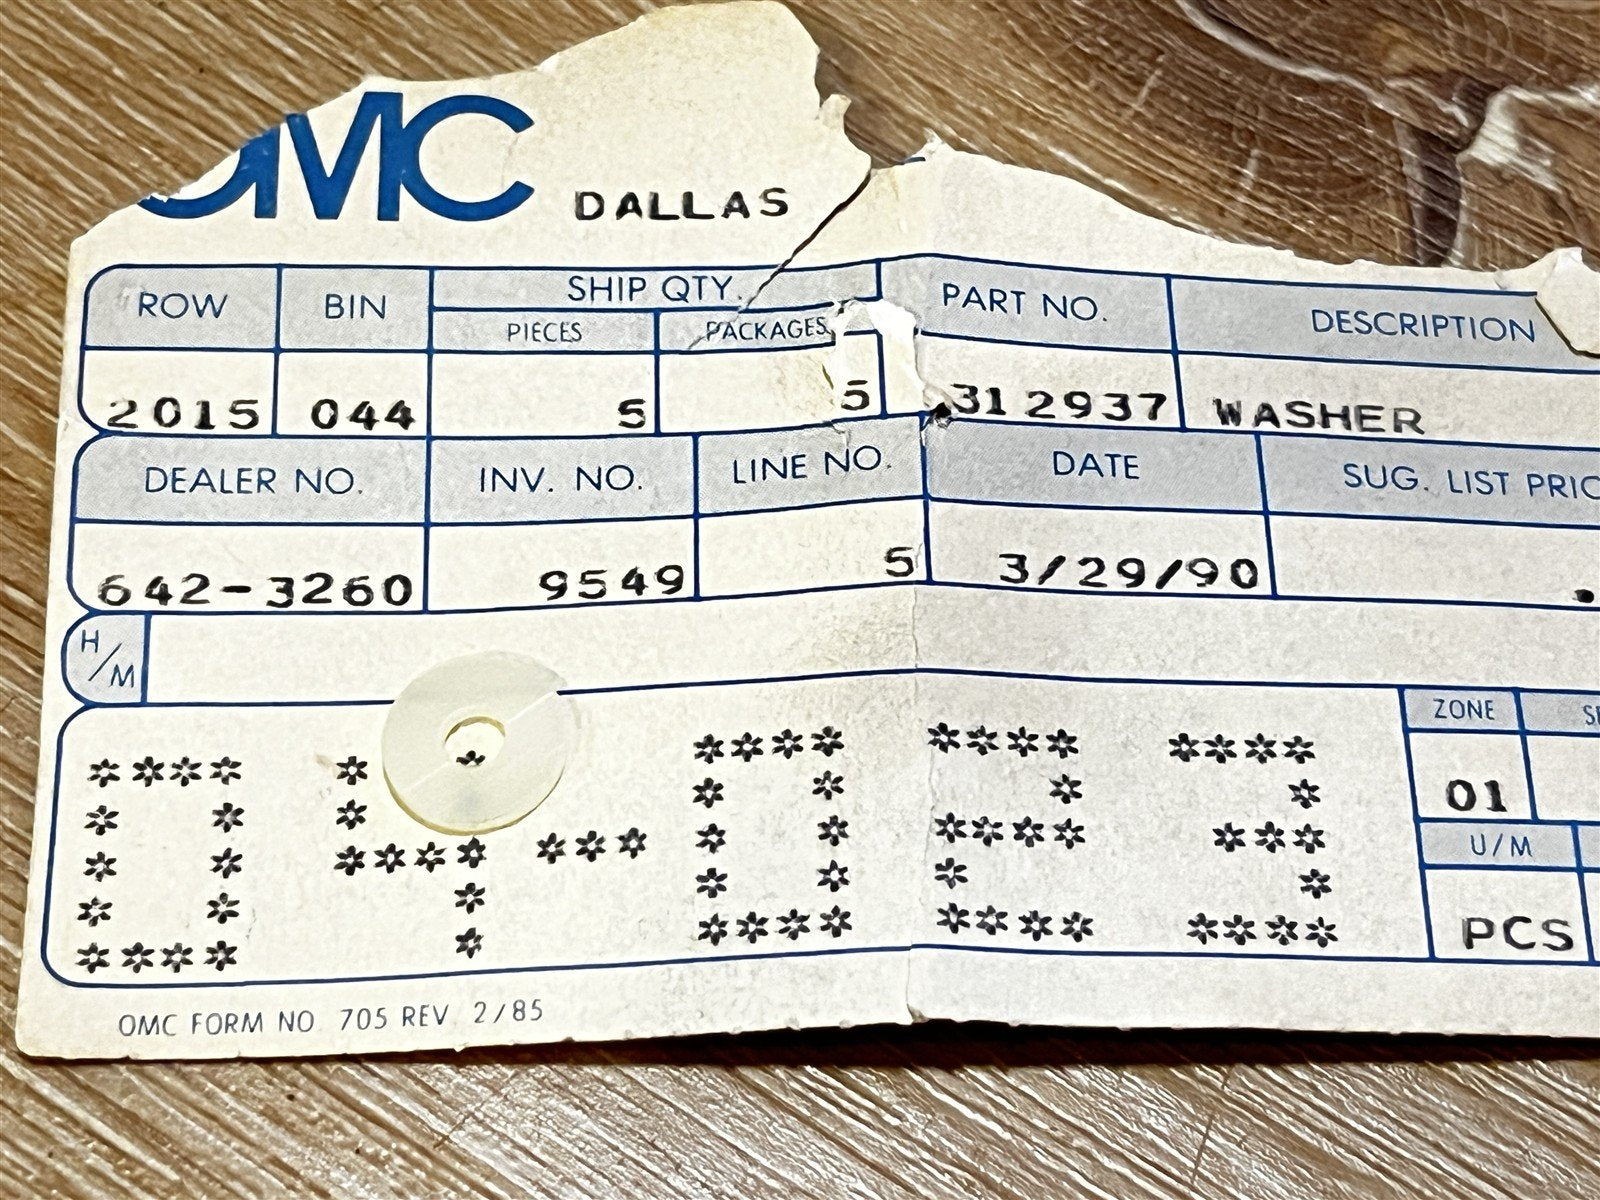 OMC DALLAS
ROW BIN SHIP QTY. PART NO. DESCRIPTION
PIECES PACKAGES
2015 044 5 5 312937 WASHER
DEALER NO. INV. NO. LINE NO. DATE SUG. LIST PRIC
642-3260 9549 5 3/29/90 .
H/M
ZONE
04-023
01
U/M
PCS
OMC FORM NO 705 REV 2/85